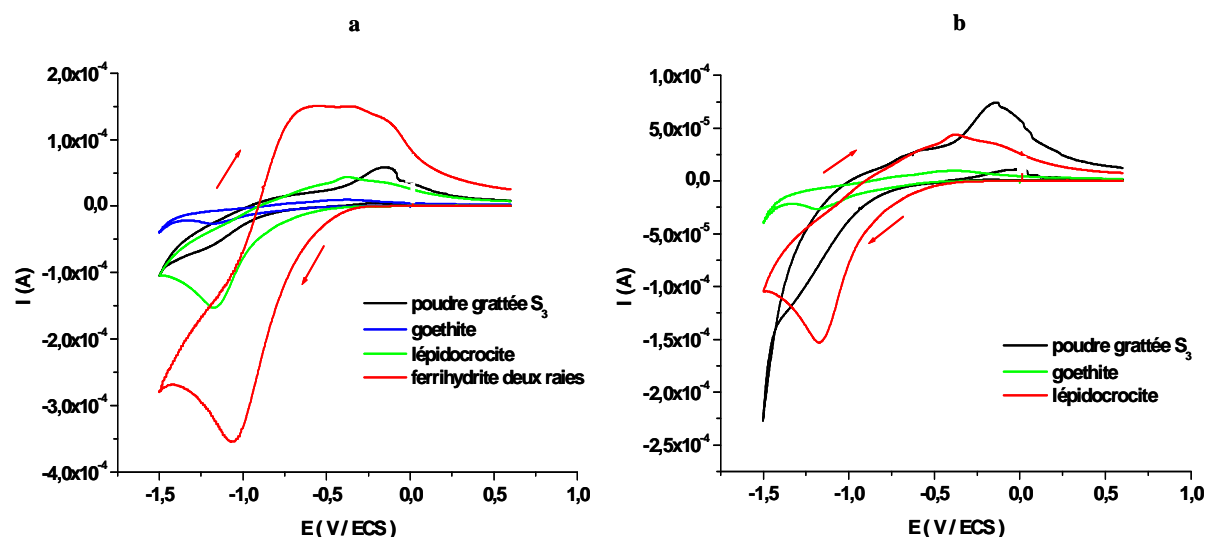 a
2,0x10⁻⁴
1,0x10⁻⁴
0,0
-1,0x10⁻⁴
-2,0x10⁻⁴
-3,0x10⁻⁴
-4,0x10⁻⁴
I (A)
-1,5
-1,0
-0,5
0,0
0,5
1,0
E ( V / ECS )
poudre grattée S₃
goethite
lépidocrocite
ferrihydrite deux raies
b
1,0x10⁻⁴
5,0x10⁻⁵
0,0
-5,0x10⁻⁵
-1,0x10⁻⁴
-1,5x10⁻⁴
-2,0x10⁻⁴
-2,5x10⁻⁴
I (A)
-1,5
-1,0
-0,5
0,0
0,5
1,0
E ( V / ECS )
poudre grattée S₃
goethite
lépidocrocite